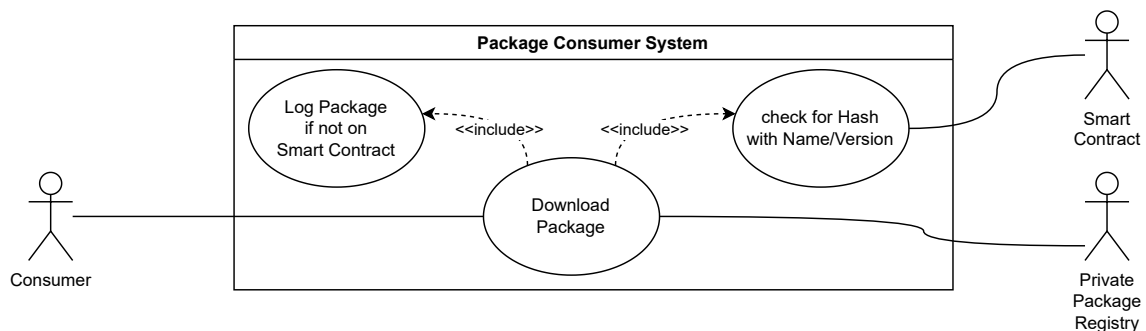 Package Consumer System
Log Package
if not on
Smart Contract
<<include>>
<<include>>
check for Hash
with Name/Version
Smart
Contract
Download
Package
Consumer
Private
Package
Registry